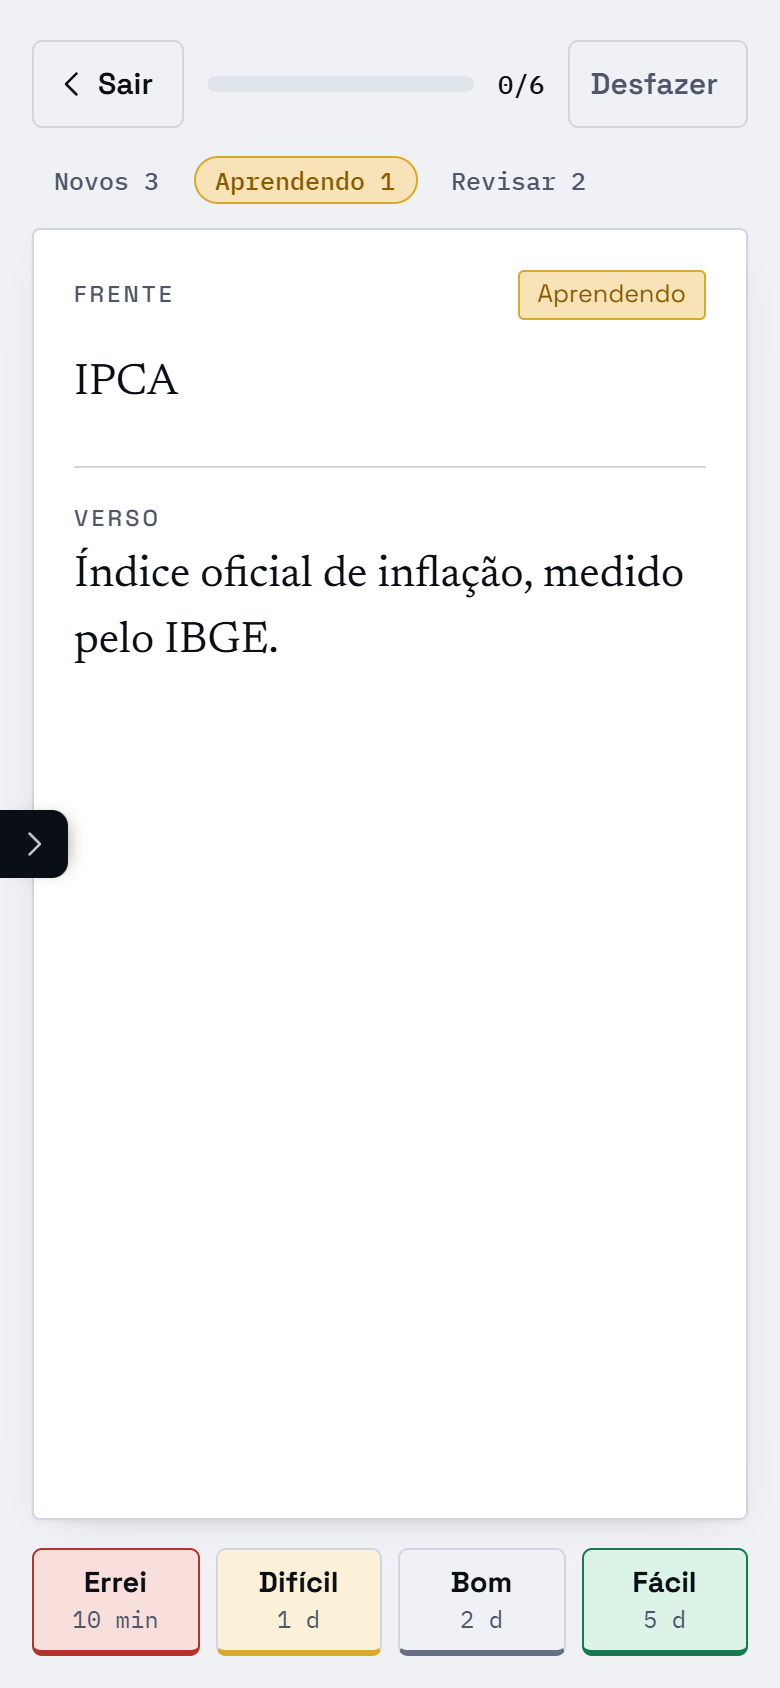 Sair
0/6
Desfazer
Novos 3
Aprendendo 1
Revisar 2
FRENTE
Aprendendo
IPCA
VERSO
Índice oficial de inflação, medido
pelo IBGE.
Errei
10 min
Difícil
1 d
Bom
2 d
Fácil
5 d